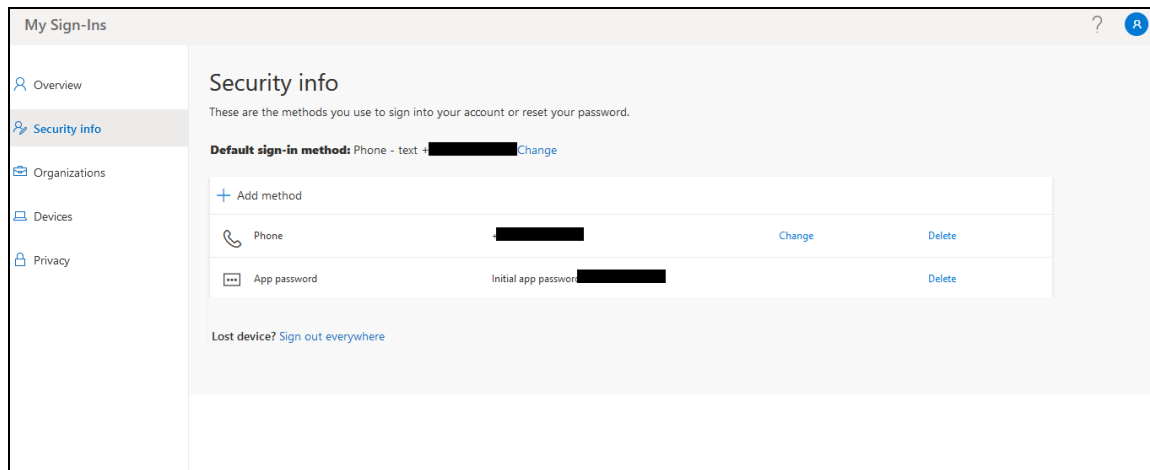 My Sign-Ins ?
Overview
Security info
Organizations
Devices
Privacy
Security info
These are the methods you use to sign into your account or reset your password.
Default sign-in method: Phone - text + Change
+ Add method
Phone + Change Delete
App password Initial app password Delete
Lost device? Sign out everywhere